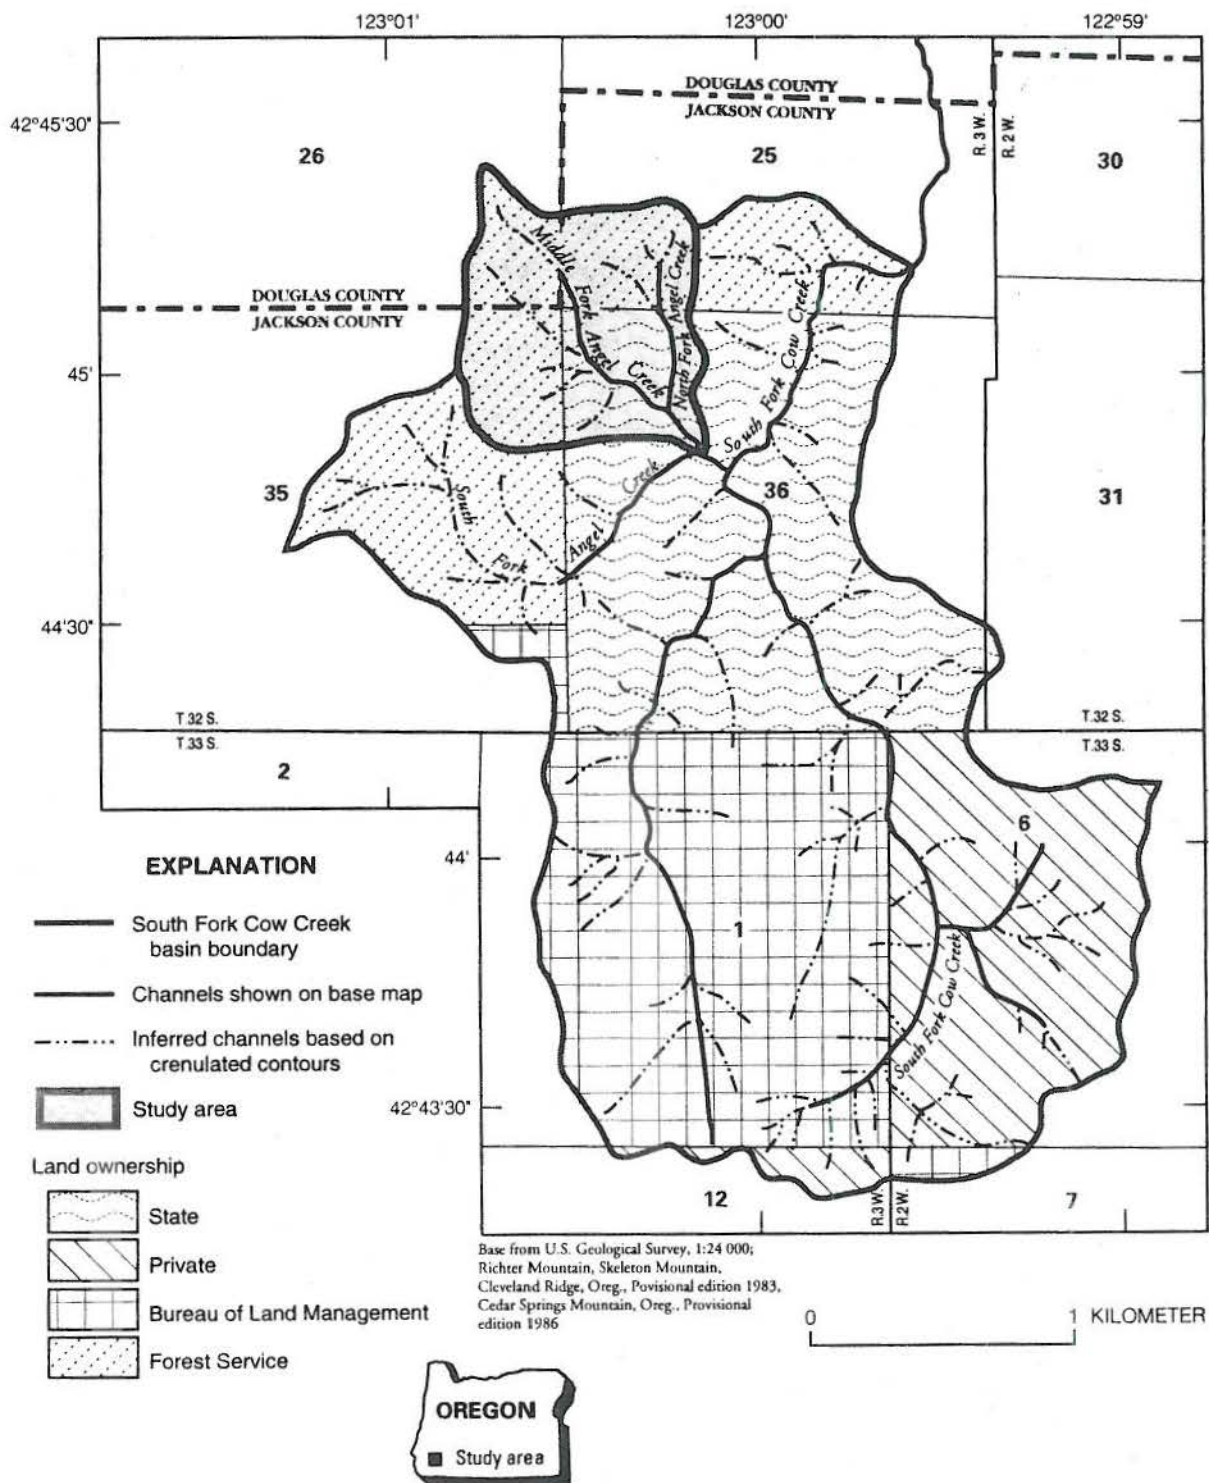 123°01'
123°00'
122°59'
DOUGLAS COUNTY
JACKSON COUNTY
42°45'30"
R.3 W.
R.2 W.
26
25
30
Middle
Fork
Angel
Creek
North Fork Angel Creek
South Fork Cow Creek
DOUGLAS COUNTY
JACKSON COUNTY
45'
35
South
Fork
Angel
Creek
36
31
44'30"
T.32 S.
T.33 S.
T.32 S.
T.33 S.
2
6
44'
1
South Fork Cow Creek
42°43'30"
12
R.3W.
R.2W.
7
EXPLANATION
South Fork Cow Creek
basin boundary
Channels shown on base map
Inferred channels based on
crenulated contours
Study area
Land ownership
State
Private
Bureau of Land Management
Forest Service
Base from U.S. Geological Survey, 1:24 000;
Richter Mountain, Skeleton Mountain,
Cleveland Ridge, Oreg., Povisional edition 1983,
Cedar Springs Mountain, Oreg., Provisional
edition 1986
0 1 KILOMETER
OREGON
Study area